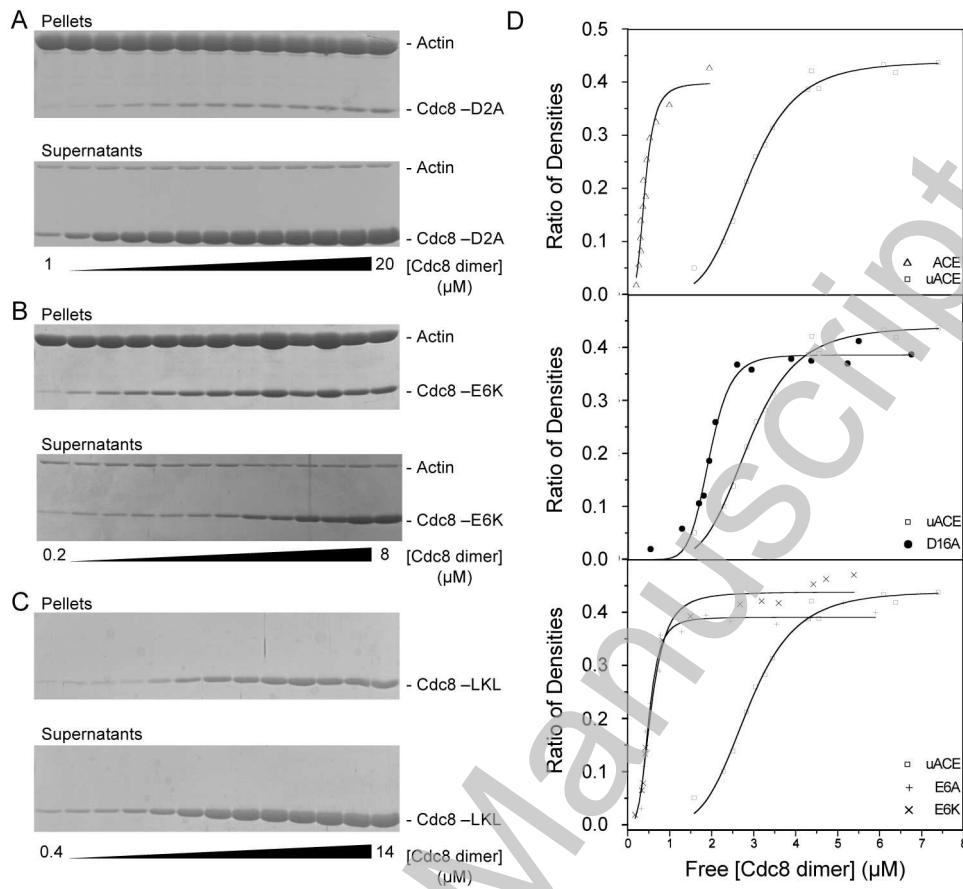 A
Pellets
- Actin
- Cdc8 –D2A
Supernatants
- Actin
- Cdc8 –D2A
1
20
[Cdc8 dimer]
(µM)
B
Pellets
- Actin
- Cdc8 –E6K
Supernatants
- Actin
- Cdc8 –E6K
0.2
8
[Cdc8 dimer]
(µM)
C
Pellets
- Cdc8 –LKL
Supernatants
- Cdc8 –LKL
0.4
14
[Cdc8 dimer]
(µM)
D
Ratio of Densities
0.5
0.4
0.3
0.2
0.1
0.0
ACE
uACE
Ratio of Densities
0.4
0.3
0.2
0.1
0.0
uACE
D16A
Ratio of Densities
0.4
0.3
0.2
0.1
0.0
uACE
E6A
E6K
0 1 2 3 4 5 6 7 8
Free [Cdc8 dimer] (µM)
Manuscript